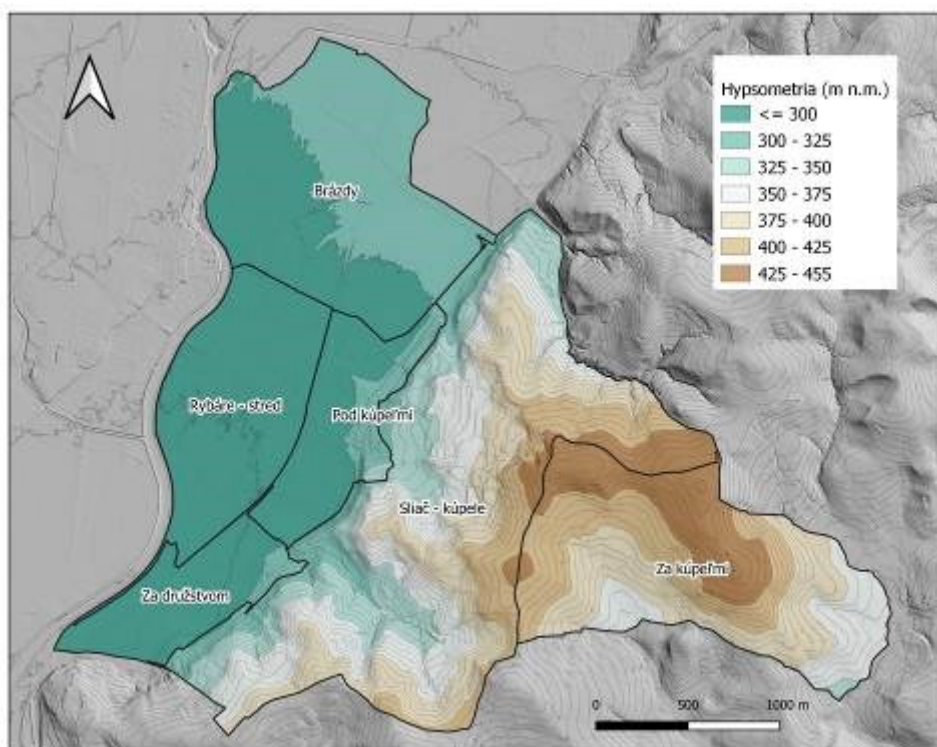 Hypsometria (m n.m.)
<= 300
300 - 325
325 - 350
350 - 375
375 - 400
400 - 425
425 - 455
Brázdy
Rybáre - stred
Pod kúpeľmi
Sliač - kúpele
Za kúpeľmi
Za družstvom
0 500 1000 m